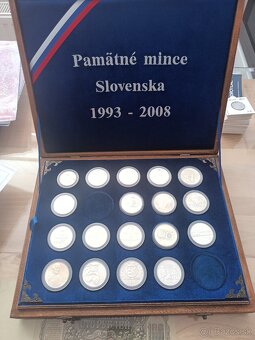 Pamätné mince
Slovenska
1993 - 2008